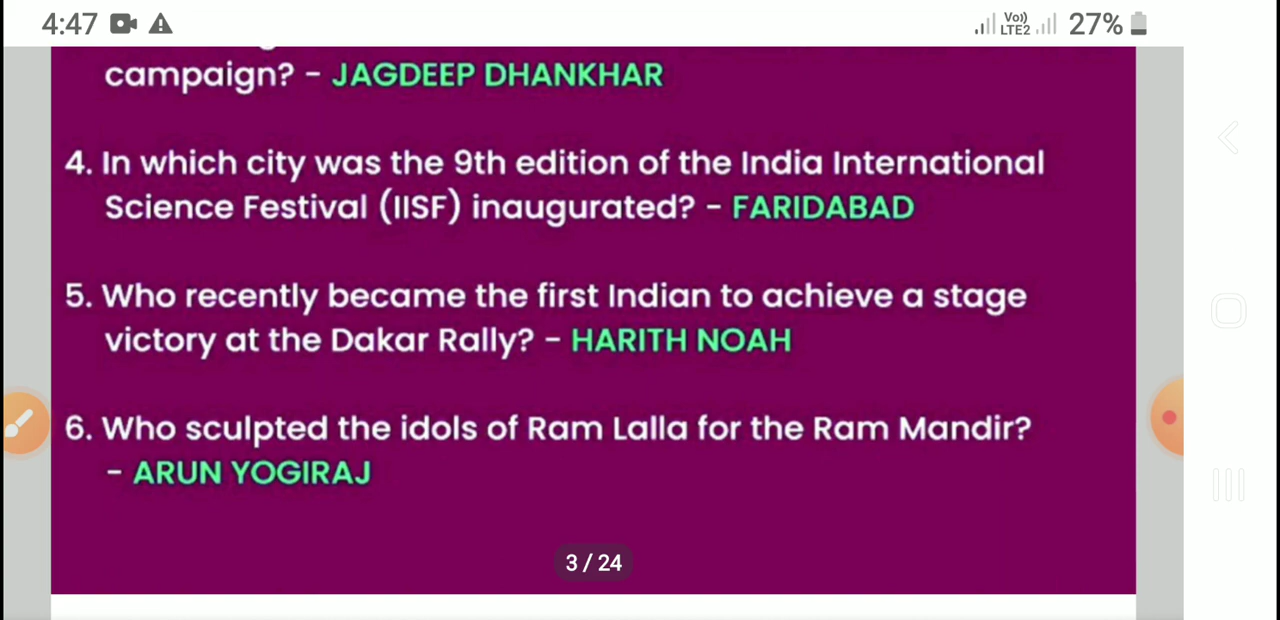 4:47
Vo))
LTE2
27%
campaign? - JAGDEEP DHANKHAR
4. In which city was the 9th edition of the India International
Science Festival (IISF) inaugurated? - FARIDABAD
5. Who recently became the first Indian to achieve a stage
victory at the Dakar Rally? - HARITH NOAH
6. Who sculpted the idols of Ram Lalla for the Ram Mandir?
- ARUN YOGIRAJ
3 / 24